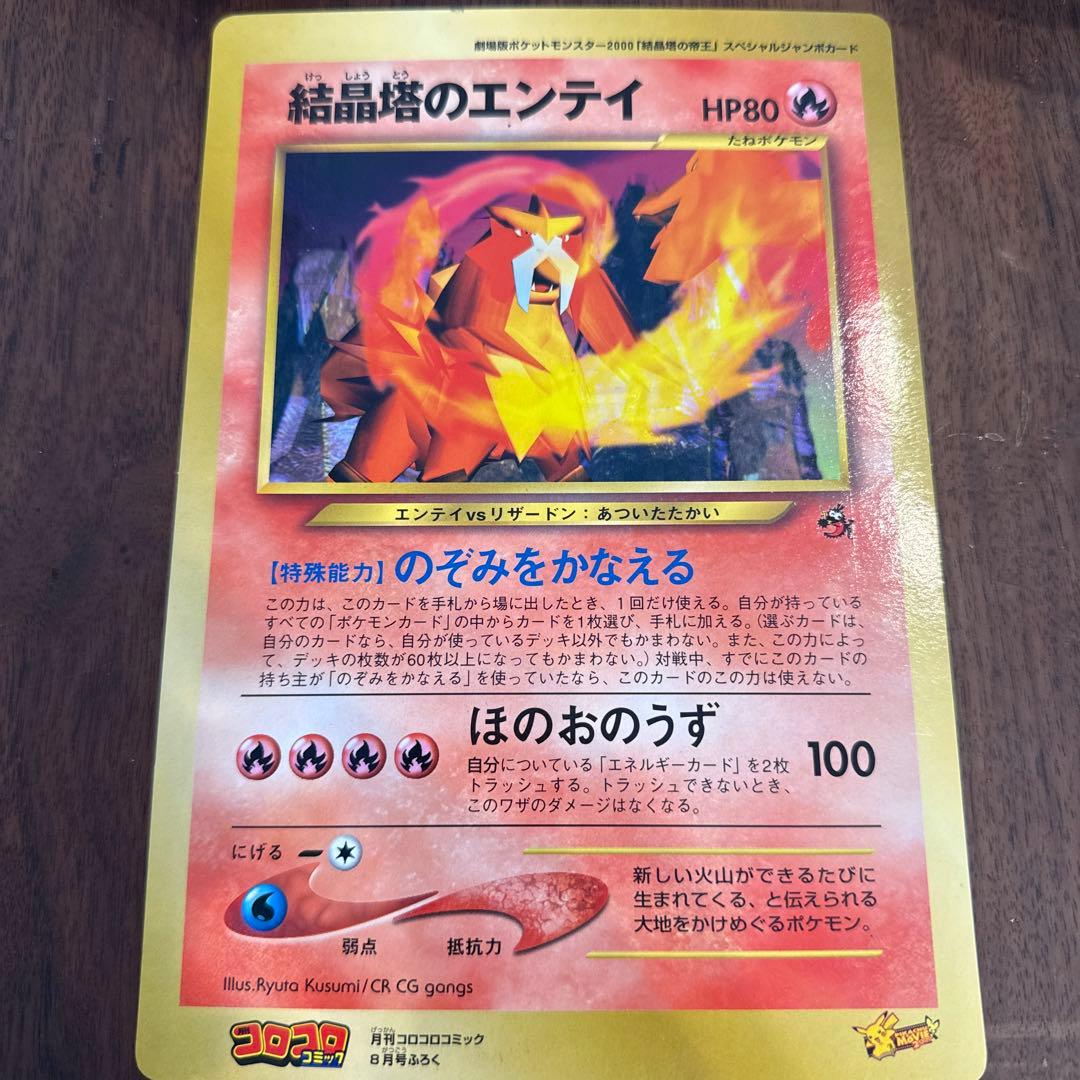 劇場版ポケットモンスター2000「結晶塔の帝王」スペシャルジャンボカード
けっ しょう とう
結晶塔のエンテイ HP80
たねポケモン
エンテイvsリザードン：あついたたかい
【特殊能力】のぞみをかなえる
この力は、このカードを手札から場に出したとき、1回だけ使える。自分が持っている
すべての「ポケモンカード」の中からカードを1枚選び、手札に加える。（選ぶカードは、
自分のカードなら、自分が使っているデッキ以外でもかまわない。また、この力によっ
て、デッキの枚数が60枚以上になってもかまわない。）対戦中、すでにこのカードの
持ち主が「のぞみをかなえる」を使っていたなら、このカードのこの力は使えない。
ほのおのうず 100
自分についている「エネルギーカード」を2枚
トラッシュする。トラッシュできないとき、
このワザのダメージはなくなる。
にげる
弱点 抵抗力
新しい火山ができるたびに
生まれてくる、と伝えられる
大地をかけめぐるポケモン。
Illus.Ryuta Kusumi/CR CG gangs
月刊 コロコロ コミック
げっかん
月刊コロコロコミック
がつごう
8月号ふろく
PIKACHU MOVIE